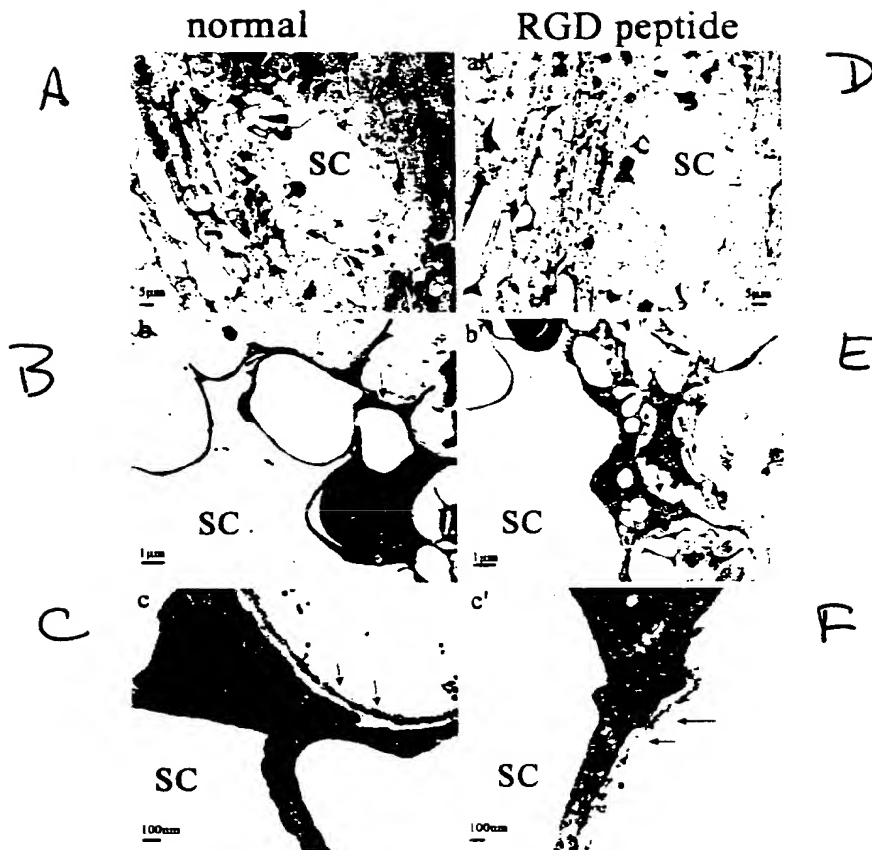 normal RGD peptide
A a' D
SC SC
5µm 5µm
B b b' E
SC SC
1µm 1µm
C c c' F
SC SC
100nm 100nm